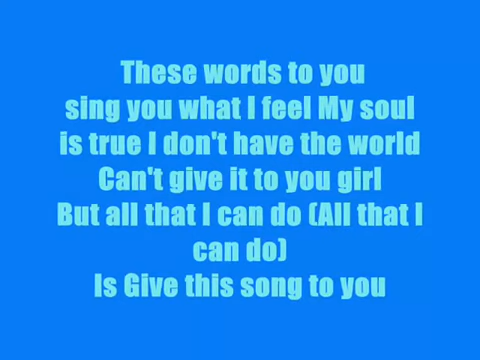 These words to you
sing you what I feel My soul
is true I don't have the world
Can't give it to you girl
But all that I can do (All that I
can do)
Is Give this song to you